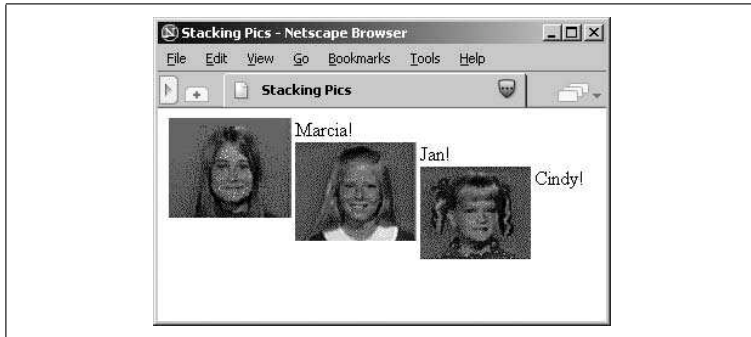 Stacking Pics - Netscape Browser
File Edit View Go Bookmarks Tools Help
Stacking Pics
Marcia!
Jan!
Cindy!